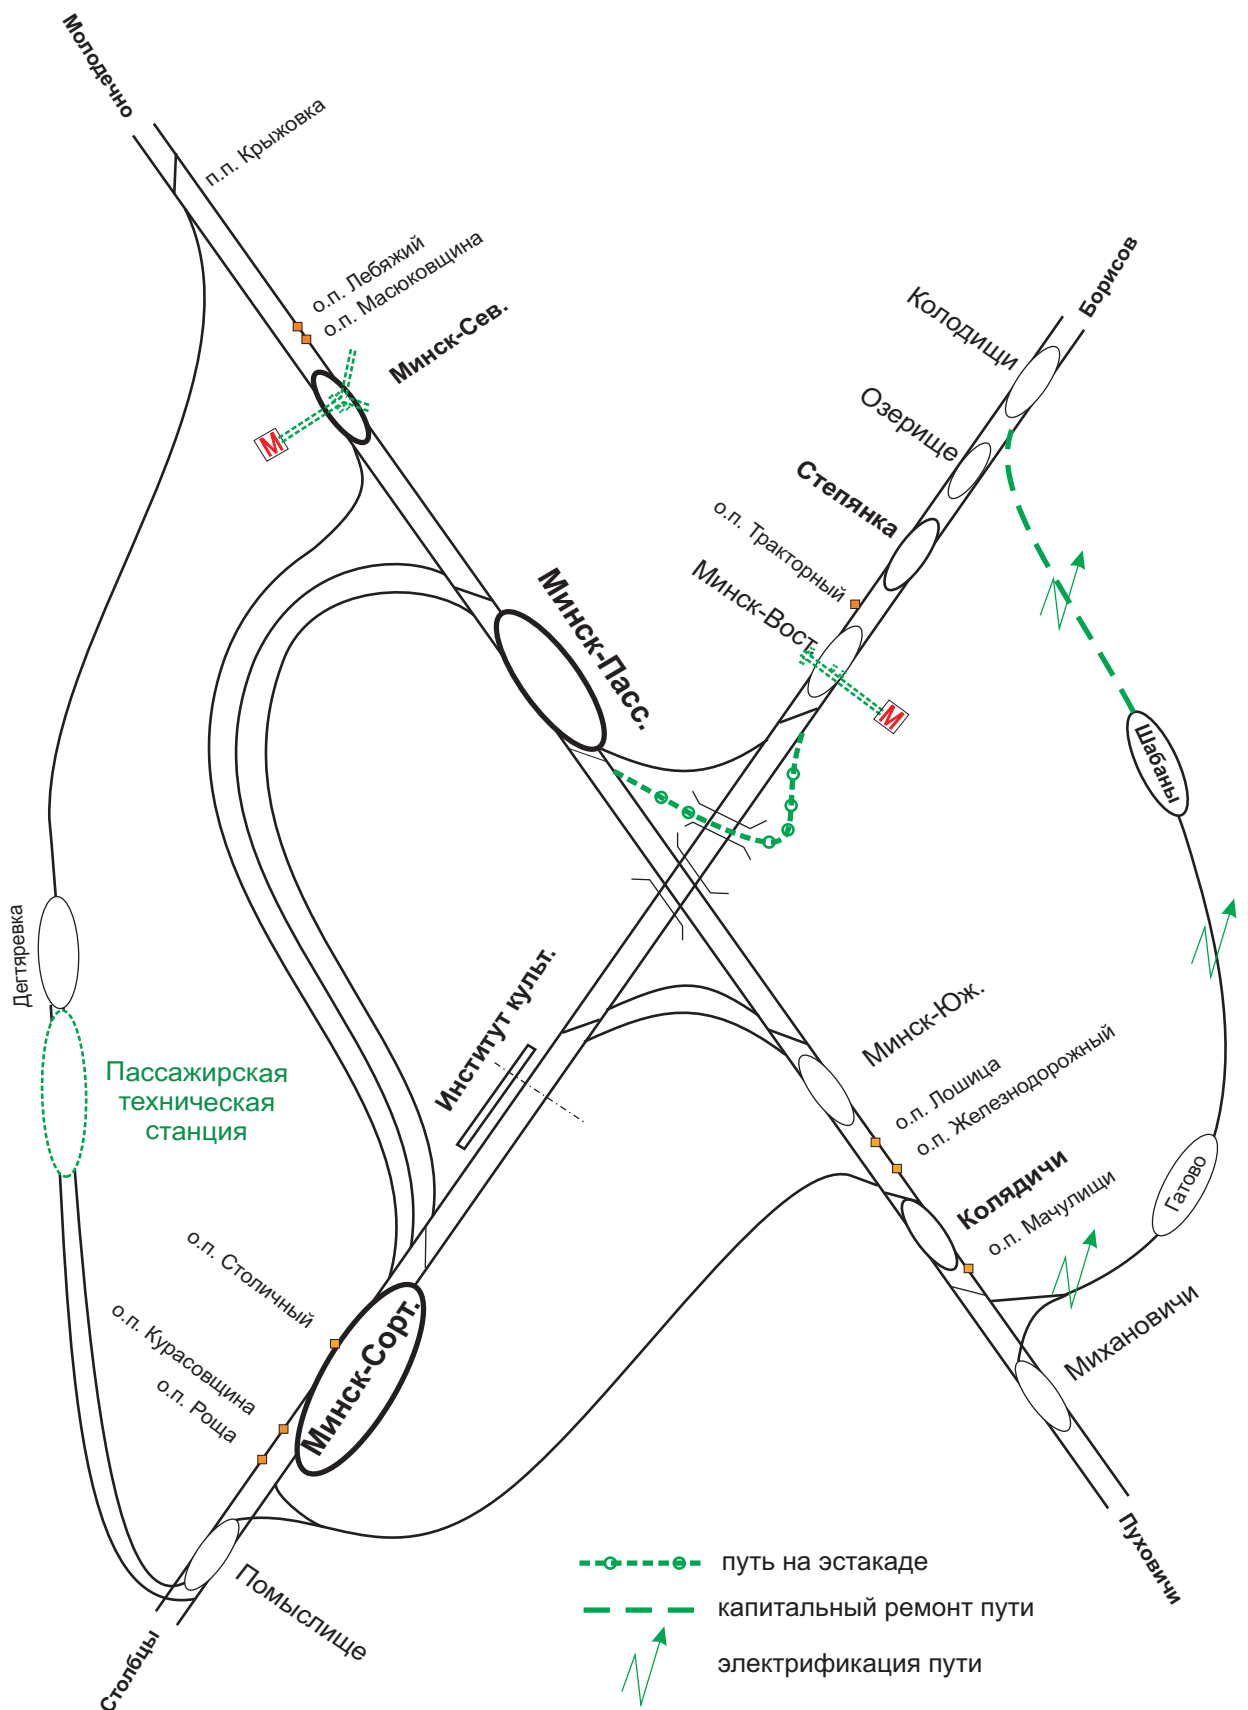 Молодечно
п.п. Крыжовка
о.п. Лебяжий
о.п. Масюковщина
Минск-Сев.
М
Борисов
Колодищи
Озерище
Степянка
о.п. Тракторный
Минск-Вост.
М
Минск-Пасс.
Шабаны
Дегтяревка
Пассажирская
техническая
станция
Институт культ.
Минск-Юж.
о.п. Лошица
о.п. Железнодорожный
Колядичи
о.п. Мачулищи
Гатово
Михановичи
о.п. Столичный
о.п. Курасовщина
о.п. Роща
Минск-Сорт.
Помыслище
Столбцы
Пуховичи
путь на эстакаде
капитальный ремонт пути
электрификация пути